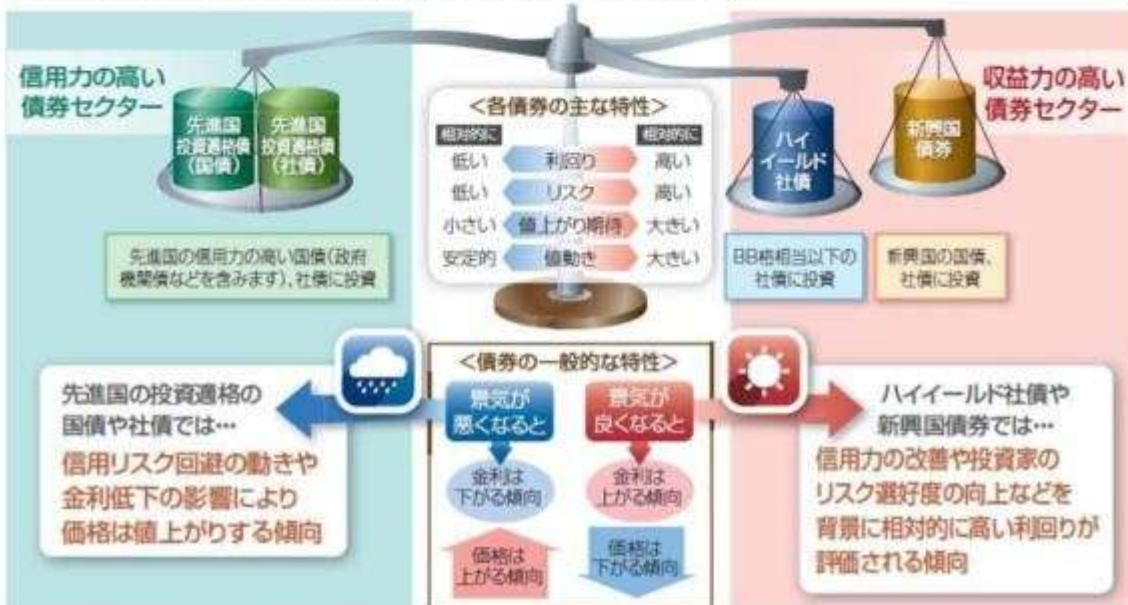 信用力の高い
債券セクター
先進国
投資適格債
（国債）
先進国
投資適格債
（社債）
先進国の信用力の高い国債（政府
機関債などを含みます）、社債に投資
＜各債券の主な特性＞
相対的に
相対的に
低い 利回り 高い
低い リスク 高い
小さい 値上がり期待 大きい
安定的 値動き 大きい
収益力の高い
債券セクター
ハイ
イールド
社債
新興国
債券
BB格相当以下の
社債に投資
新興国の国債、
社債に投資
先進国の投資適格の
国債や社債では…
信用リスク回避の動きや
金利低下の影響により
価格は値上がりする傾向
＜債券の一般的な特性＞
景気が
悪くなると
金利は
下がる傾向
価格は
上がる傾向
景気が
良くなると
金利は
上がる傾向
価格は
下がる傾向
ハイイールド社債や
新興国債券では…
信用力の改善や投資家の
リスク選好度の向上などを
背景に相対的に高い利回りが
評価される傾向